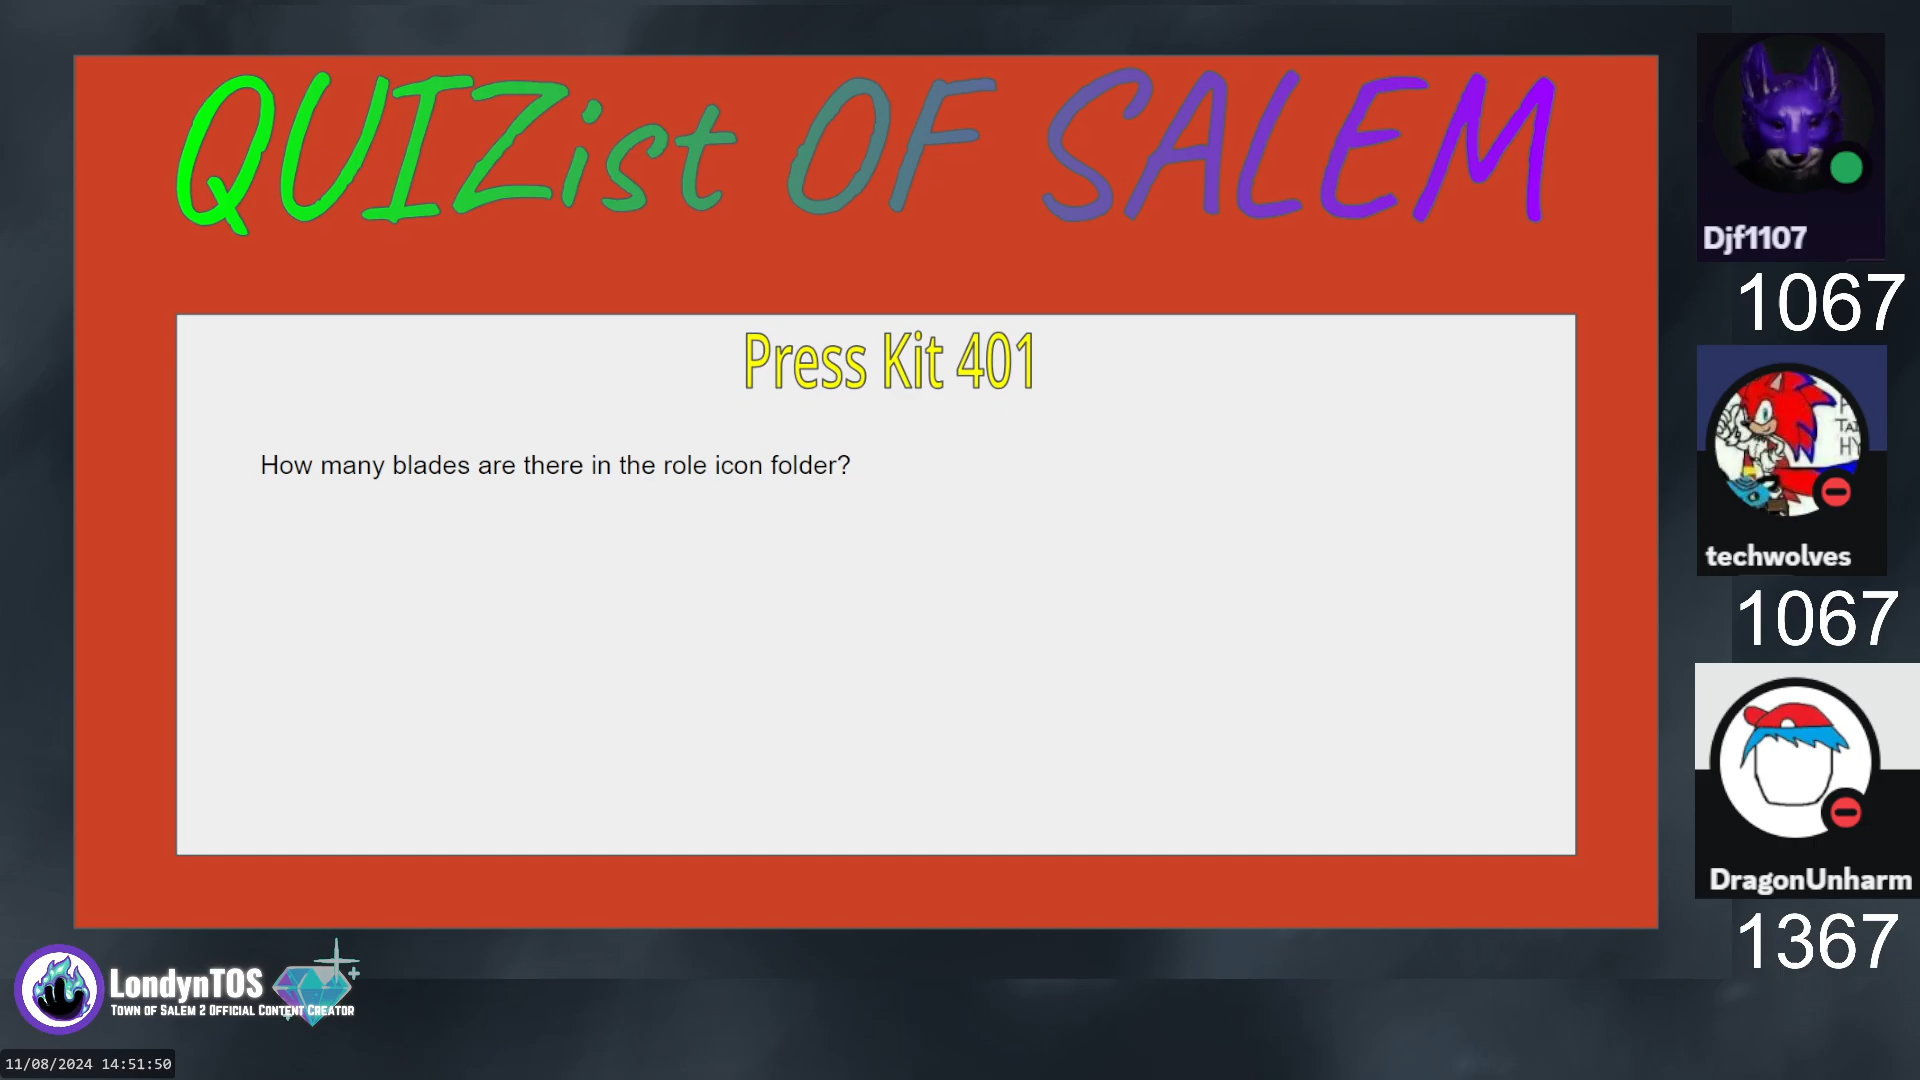 QUIZist OF SALEM
Press Kit 401
How many blades are there in the role icon folder?
Djf1107
1067
techwolves
1067
DragonUnharm
1367
LondynTOS
TOWN OF SALEM 2 OFFICIAL CONTENT CREATOR
11/08/2024 14:51:50